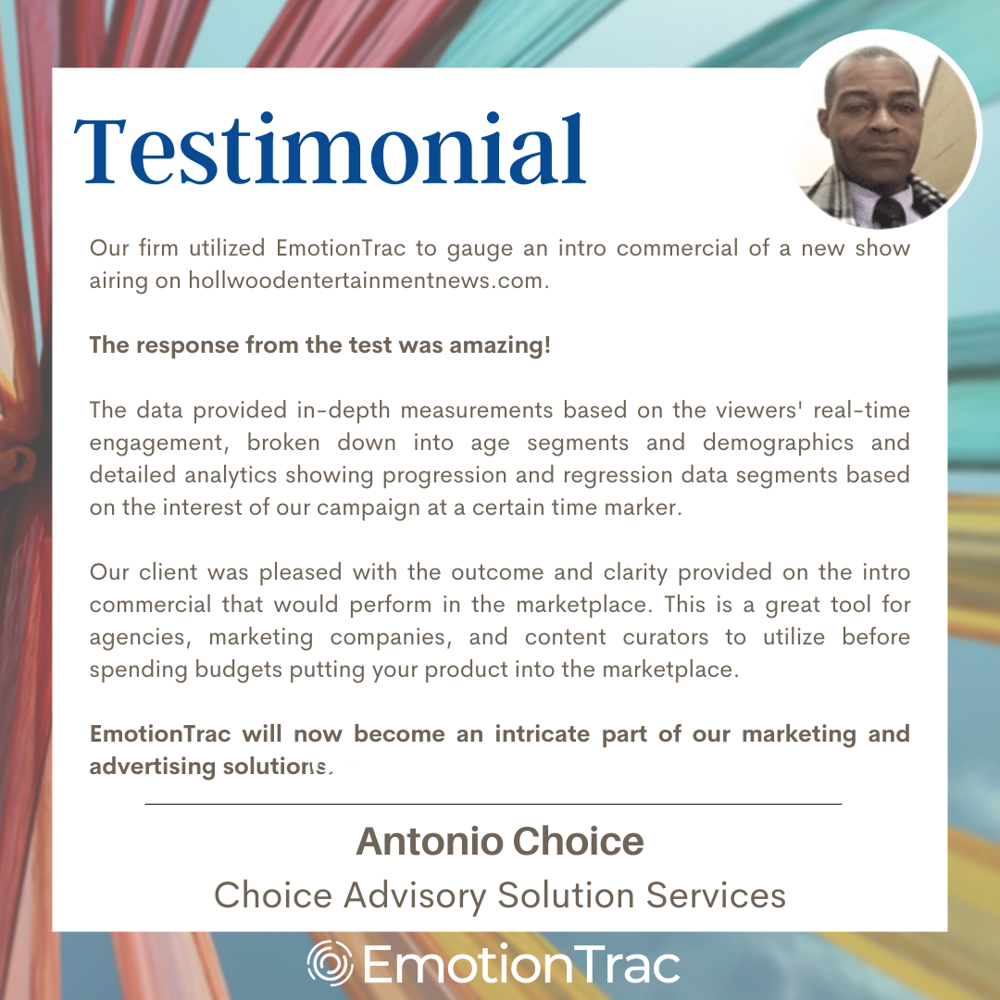 Testimonial
Our firm utilized EmotionTrac to gauge an intro commercial of a new show
airing on hollwoodentertainmentnews.com.
The response from the test was amazing!
The data provided in-depth measurements based on the viewers' real-time
engagement, broken down into age segments and demographics and
detailed analytics showing progression and regression data segments based
on the interest of our campaign at a certain time marker.
Our client was pleased with the outcome and clarity provided on the intro
commercial that would perform in the marketplace. This is a great tool for
agencies, marketing companies, and content curators to utilize before
spending budgets putting your product into the marketplace.
EmotionTrac will now become an intricate part of our marketing and
advertising solutions.
Antonio Choice
Choice Advisory Solution Services
EmotionTrac